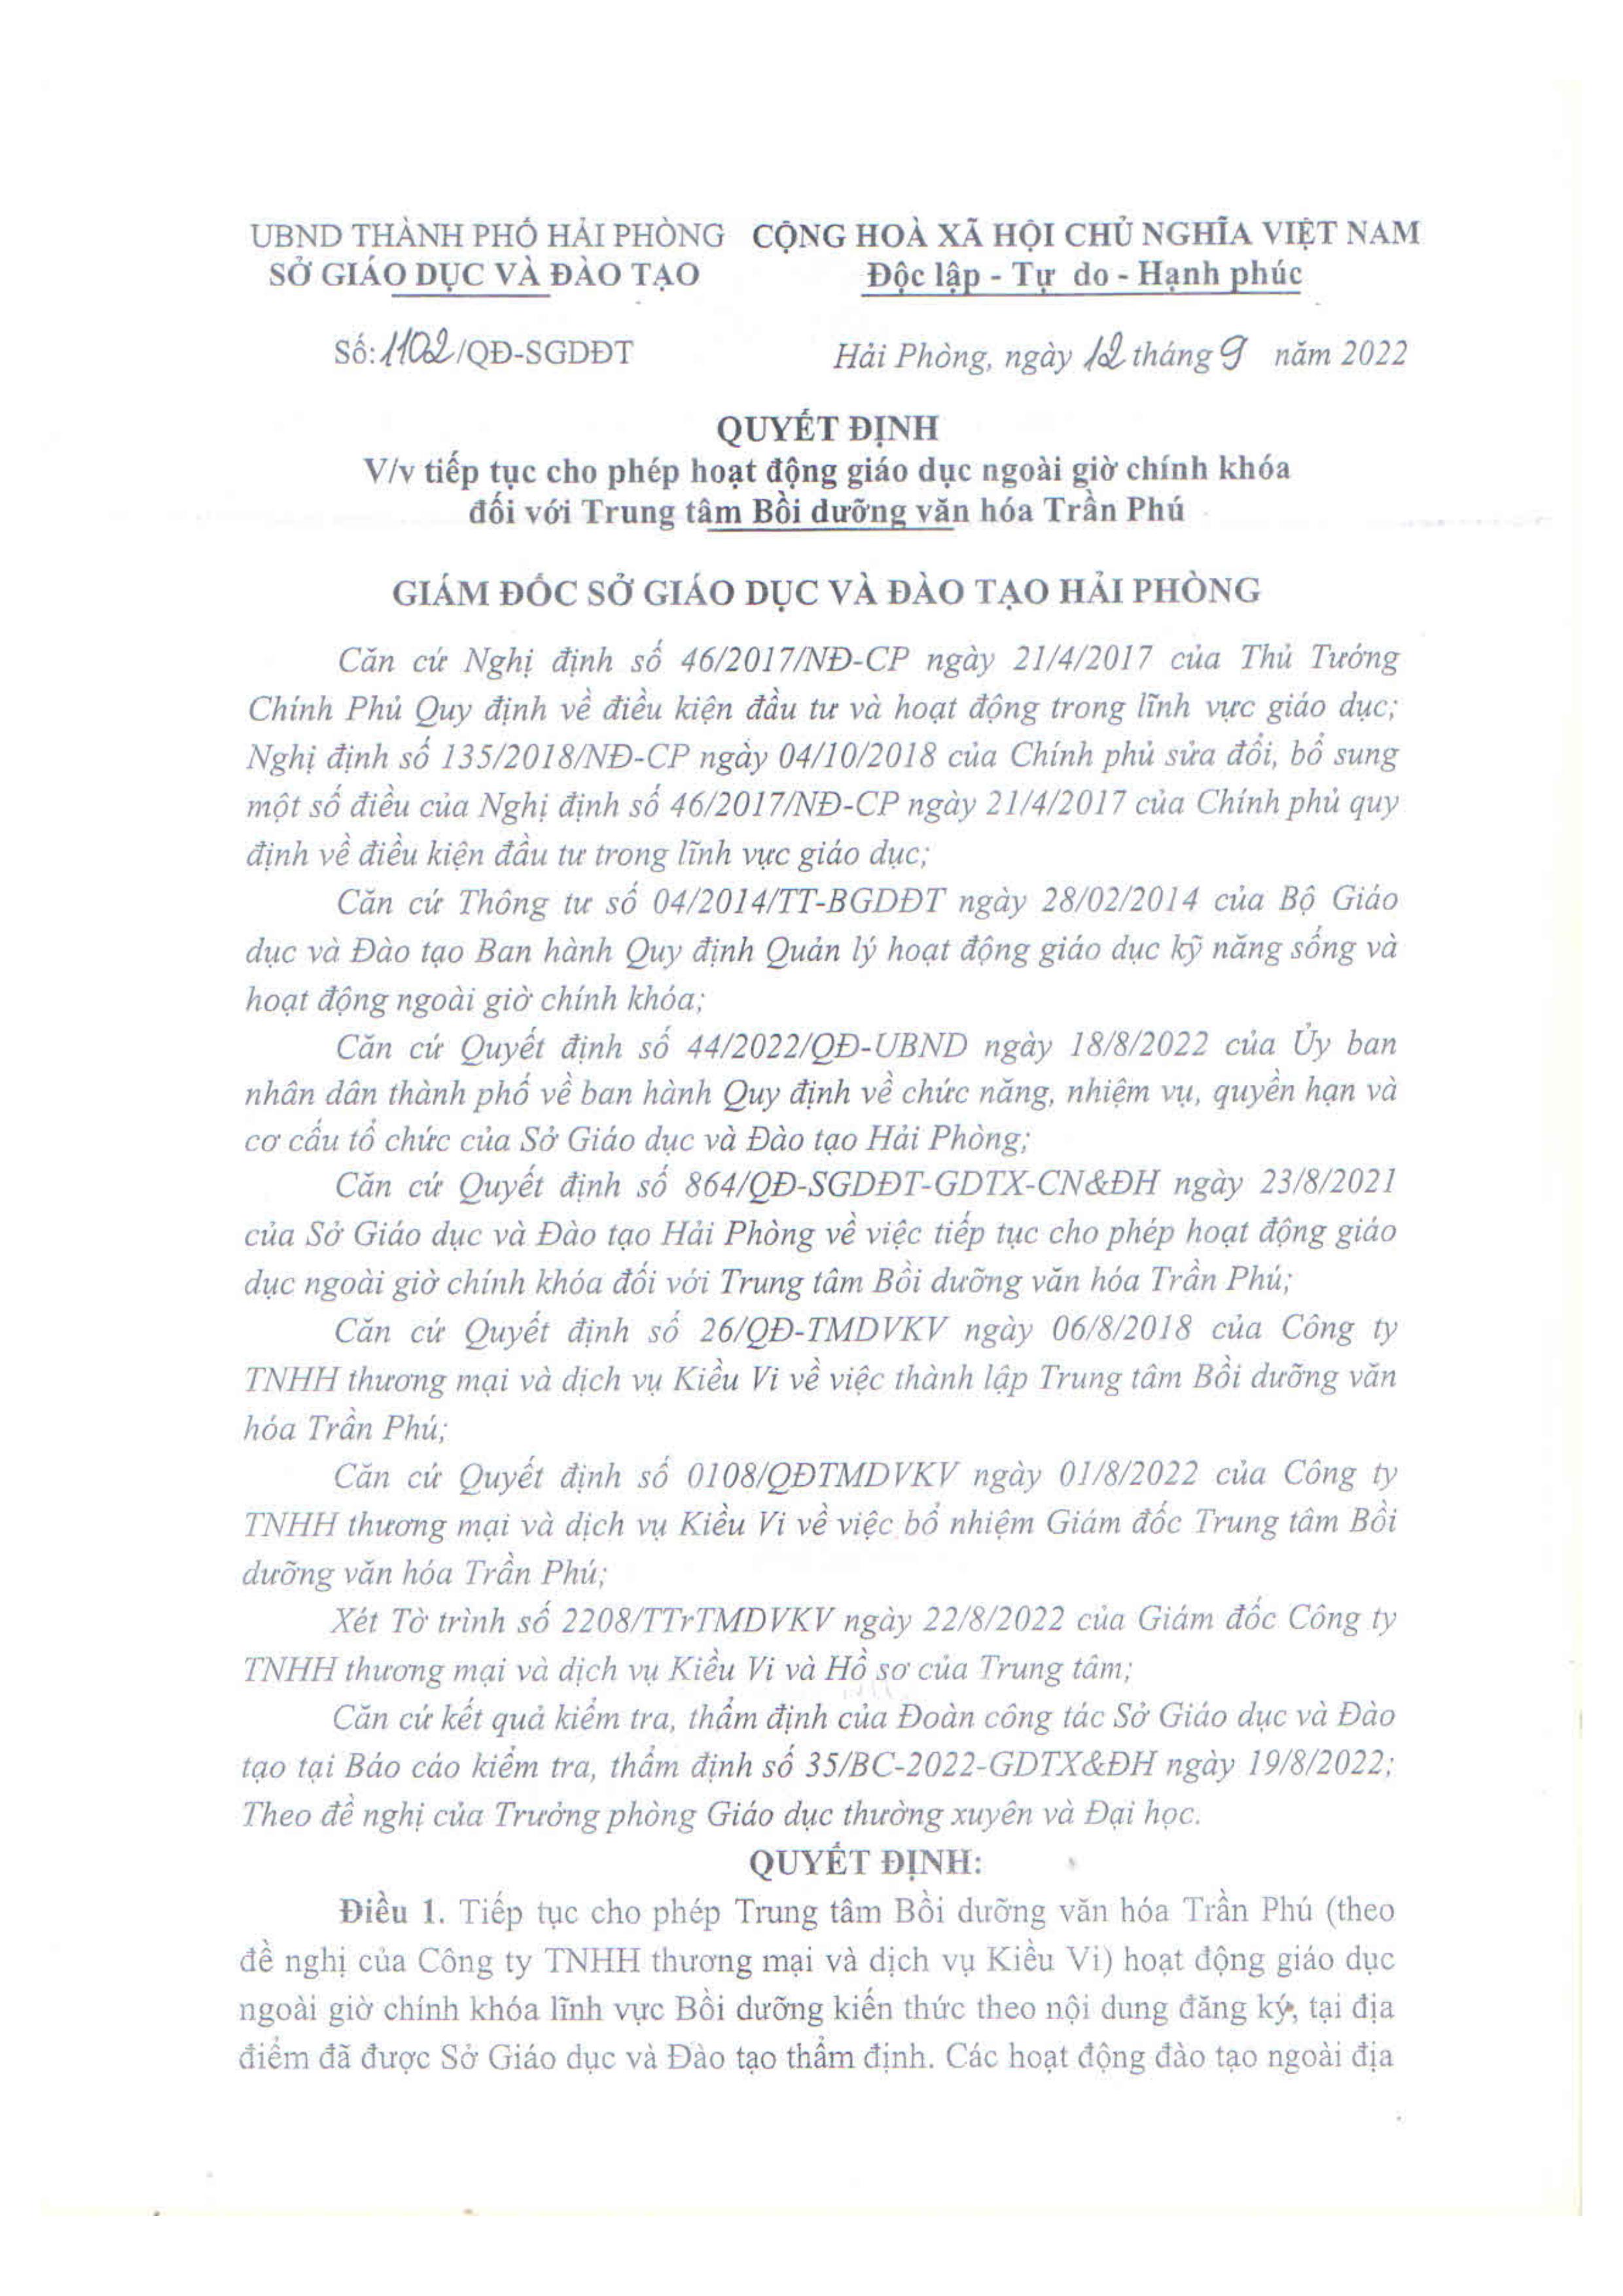 UBND THÀNH PHỐ HẢI PHÒNG
SỞ GIÁO DỤC VÀ ĐÀO TẠO
CỘNG HOÀ XÃ HỘI CHỦ NGHĨA VIỆT NAM
Độc lập - Tự do - Hạnh phúc
Số: 1102/QĐ-SGDĐT
Hải Phòng, ngày 12 tháng 9 năm 2022
QUYẾT ĐỊNH
V/v tiếp tục cho phép hoạt động giáo dục ngoài giờ chính khóa
đối với Trung tâm Bồi dưỡng văn hóa Trần Phú
GIÁM ĐỐC SỞ GIÁO DỤC VÀ ĐÀO TẠO HẢI PHÒNG
Căn cứ Nghị định số 46/2017/NĐ-CP ngày 21/4/2017 của Thủ Tướng
Chính Phủ Quy định về điều kiện đầu tư và hoạt động trong lĩnh vực giáo dục;
Nghị định số 135/2018/NĐ-CP ngày 04/10/2018 của Chính phủ sửa đổi, bổ sung
một số điều của Nghị định số 46/2017/NĐ-CP ngày 21/4/2017 của Chính phủ quy
định về điều kiện đầu tư trong lĩnh vực giáo dục;
Căn cứ Thông tư số 04/2014/TT-BGDĐT ngày 28/02/2014 của Bộ Giáo
dục và Đào tạo Ban hành Quy định Quản lý hoạt động giáo dục kỹ năng sống và
hoạt động ngoài giờ chính khóa;
Căn cứ Quyết định số 44/2022/QĐ-UBND ngày 18/8/2022 của Ủy ban
nhân dân thành phố về ban hành Quy định về chức năng, nhiệm vụ, quyền hạn và
cơ cấu tổ chức của Sở Giáo dục và Đào tạo Hải Phòng;
Căn cứ Quyết định số 864/QĐ-SGDĐT-GDTX-CN&ĐH ngày 23/8/2021
của Sở Giáo dục và Đào tạo Hải Phòng về việc tiếp tục cho phép hoạt động giáo
dục ngoài giờ chính khóa đối với Trung tâm Bồi dưỡng văn hóa Trần Phú;
Căn cứ Quyết định số 26/QĐ-TMDVKV ngày 06/8/2018 của Công ty
TNHH thương mại và dịch vụ Kiều Vi về việc thành lập Trung tâm Bồi dưỡng văn
hóa Trần Phú;
Căn cứ Quyết định số 0108/QĐTMDVKV ngày 01/8/2022 của Công ty
TNHH thương mại và dịch vụ Kiều Vi về việc bổ nhiệm Giám đốc Trung tâm Bồi
dưỡng văn hóa Trần Phú;
Xét Tờ trình số 2208/TTrTMDVKV ngày 22/8/2022 của Giám đốc Công ty
TNHH thương mại và dịch vụ Kiều Vi và Hồ sơ của Trung tâm;
Căn cứ kết quả kiểm tra, thẩm định của Đoàn công tác Sở Giáo dục và Đào
tạo tại Báo cáo kiểm tra, thẩm định số 35/BC-2022-GDTX&ĐH ngày 19/8/2022;
Theo đề nghị của Trưởng phòng Giáo dục thường xuyên và Đại học.
QUYẾT ĐỊNH:
Điều 1. Tiếp tục cho phép Trung tâm Bồi dưỡng văn hóa Trần Phú (theo
đề nghị của Công ty TNHH thương mại và dịch vụ Kiều Vi) hoạt động giáo dục
ngoài giờ chính khóa lĩnh vực Bồi dưỡng kiến thức theo nội dung đăng ký, tại địa
điểm đã được Sở Giáo dục và Đào tạo thẩm định. Các hoạt động đào tạo ngoài địa